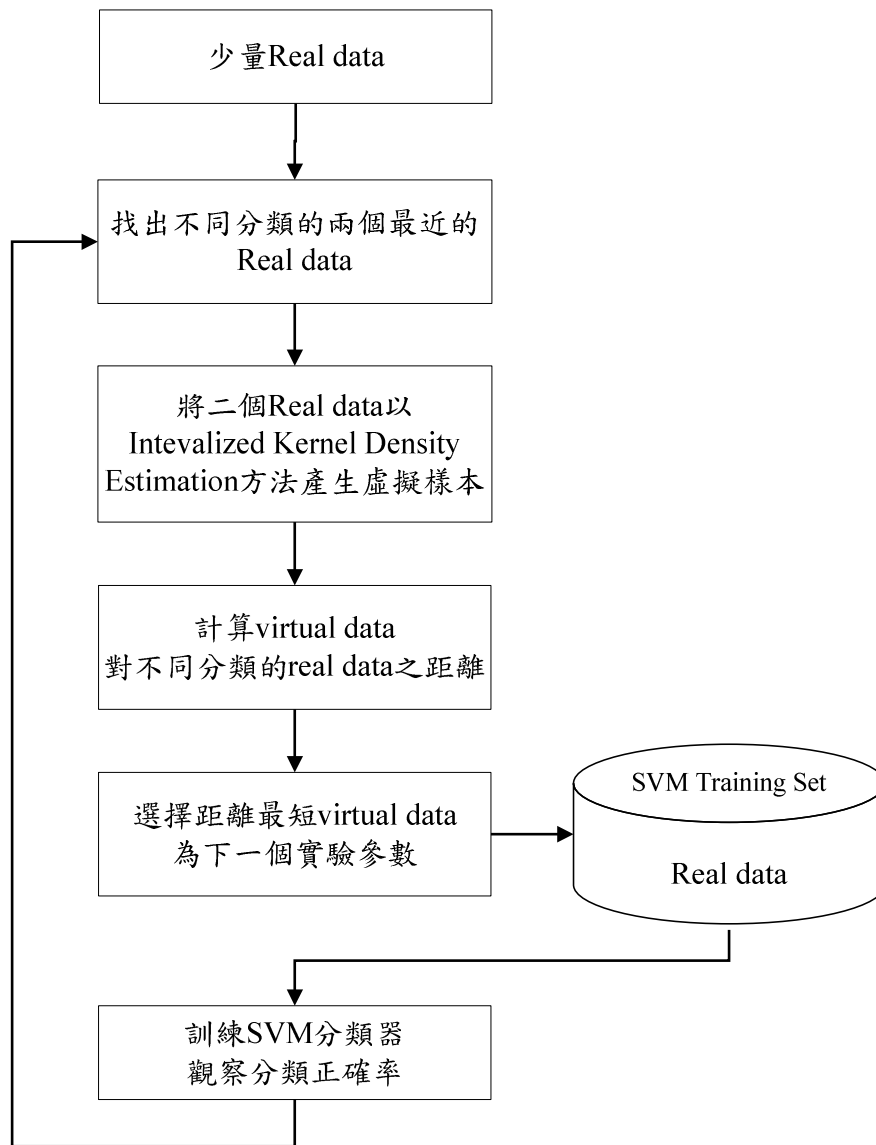 少量Real data
找出不同分類的兩個最近的
Real data
將二個Real data以
Intevalized Kernel Density
Estimation方法產生虛擬樣本
計算virtual data
對不同分類的real data之距離
選擇距離最短virtual data
為下一個實驗參數
SVM Training Set
Real data
訓練SVM分類器
觀察分類正確率